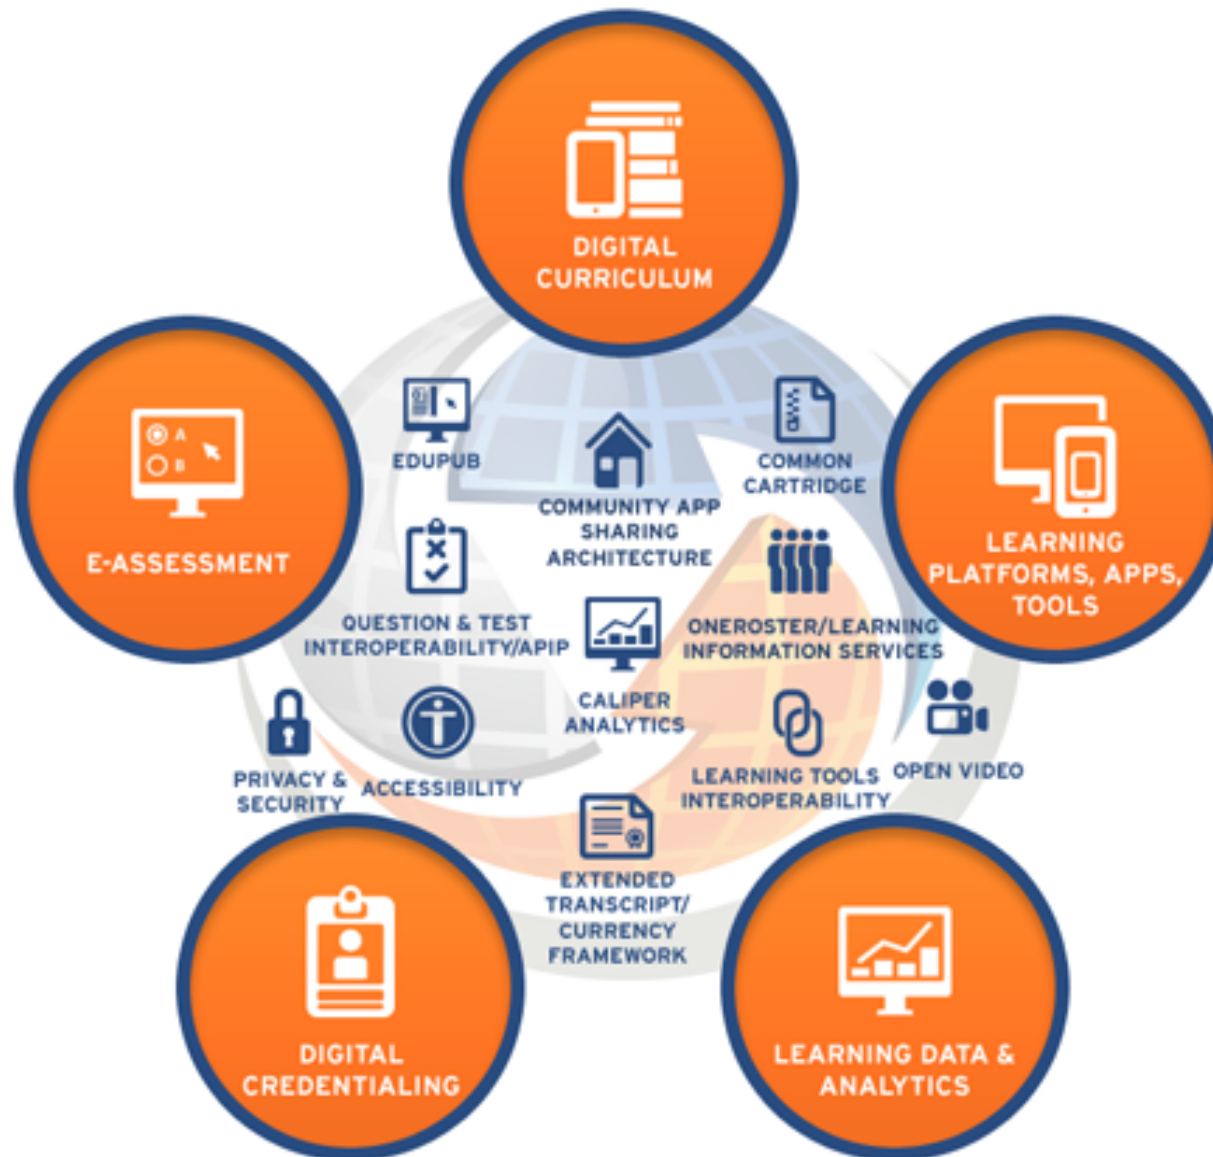 DIGITAL
CURRICULUM
A
B
E-ASSESSMENT
EDUPUB
COMMUNITY APP
SHARING
ARCHITECTURE
COMMON
CARTRIDGE
LEARNING
PLATFORMS, APPS,
TOOLS
QUESTION & TEST
INTEROPERABILITY/APIP
CALIPER
ANALYTICS
ONEROSTER/LEARNING
INFORMATION SERVICES
PRIVACY &
SECURITY
ACCESSIBILITY
LEARNING TOOLS
INTEROPERABILITY
OPEN VIDEO
EXTENDED
TRANSCRIPT/
CURRENCY
FRAMEWORK
DIGITAL
CREDENTIALING
LEARNING DATA &
ANALYTICS